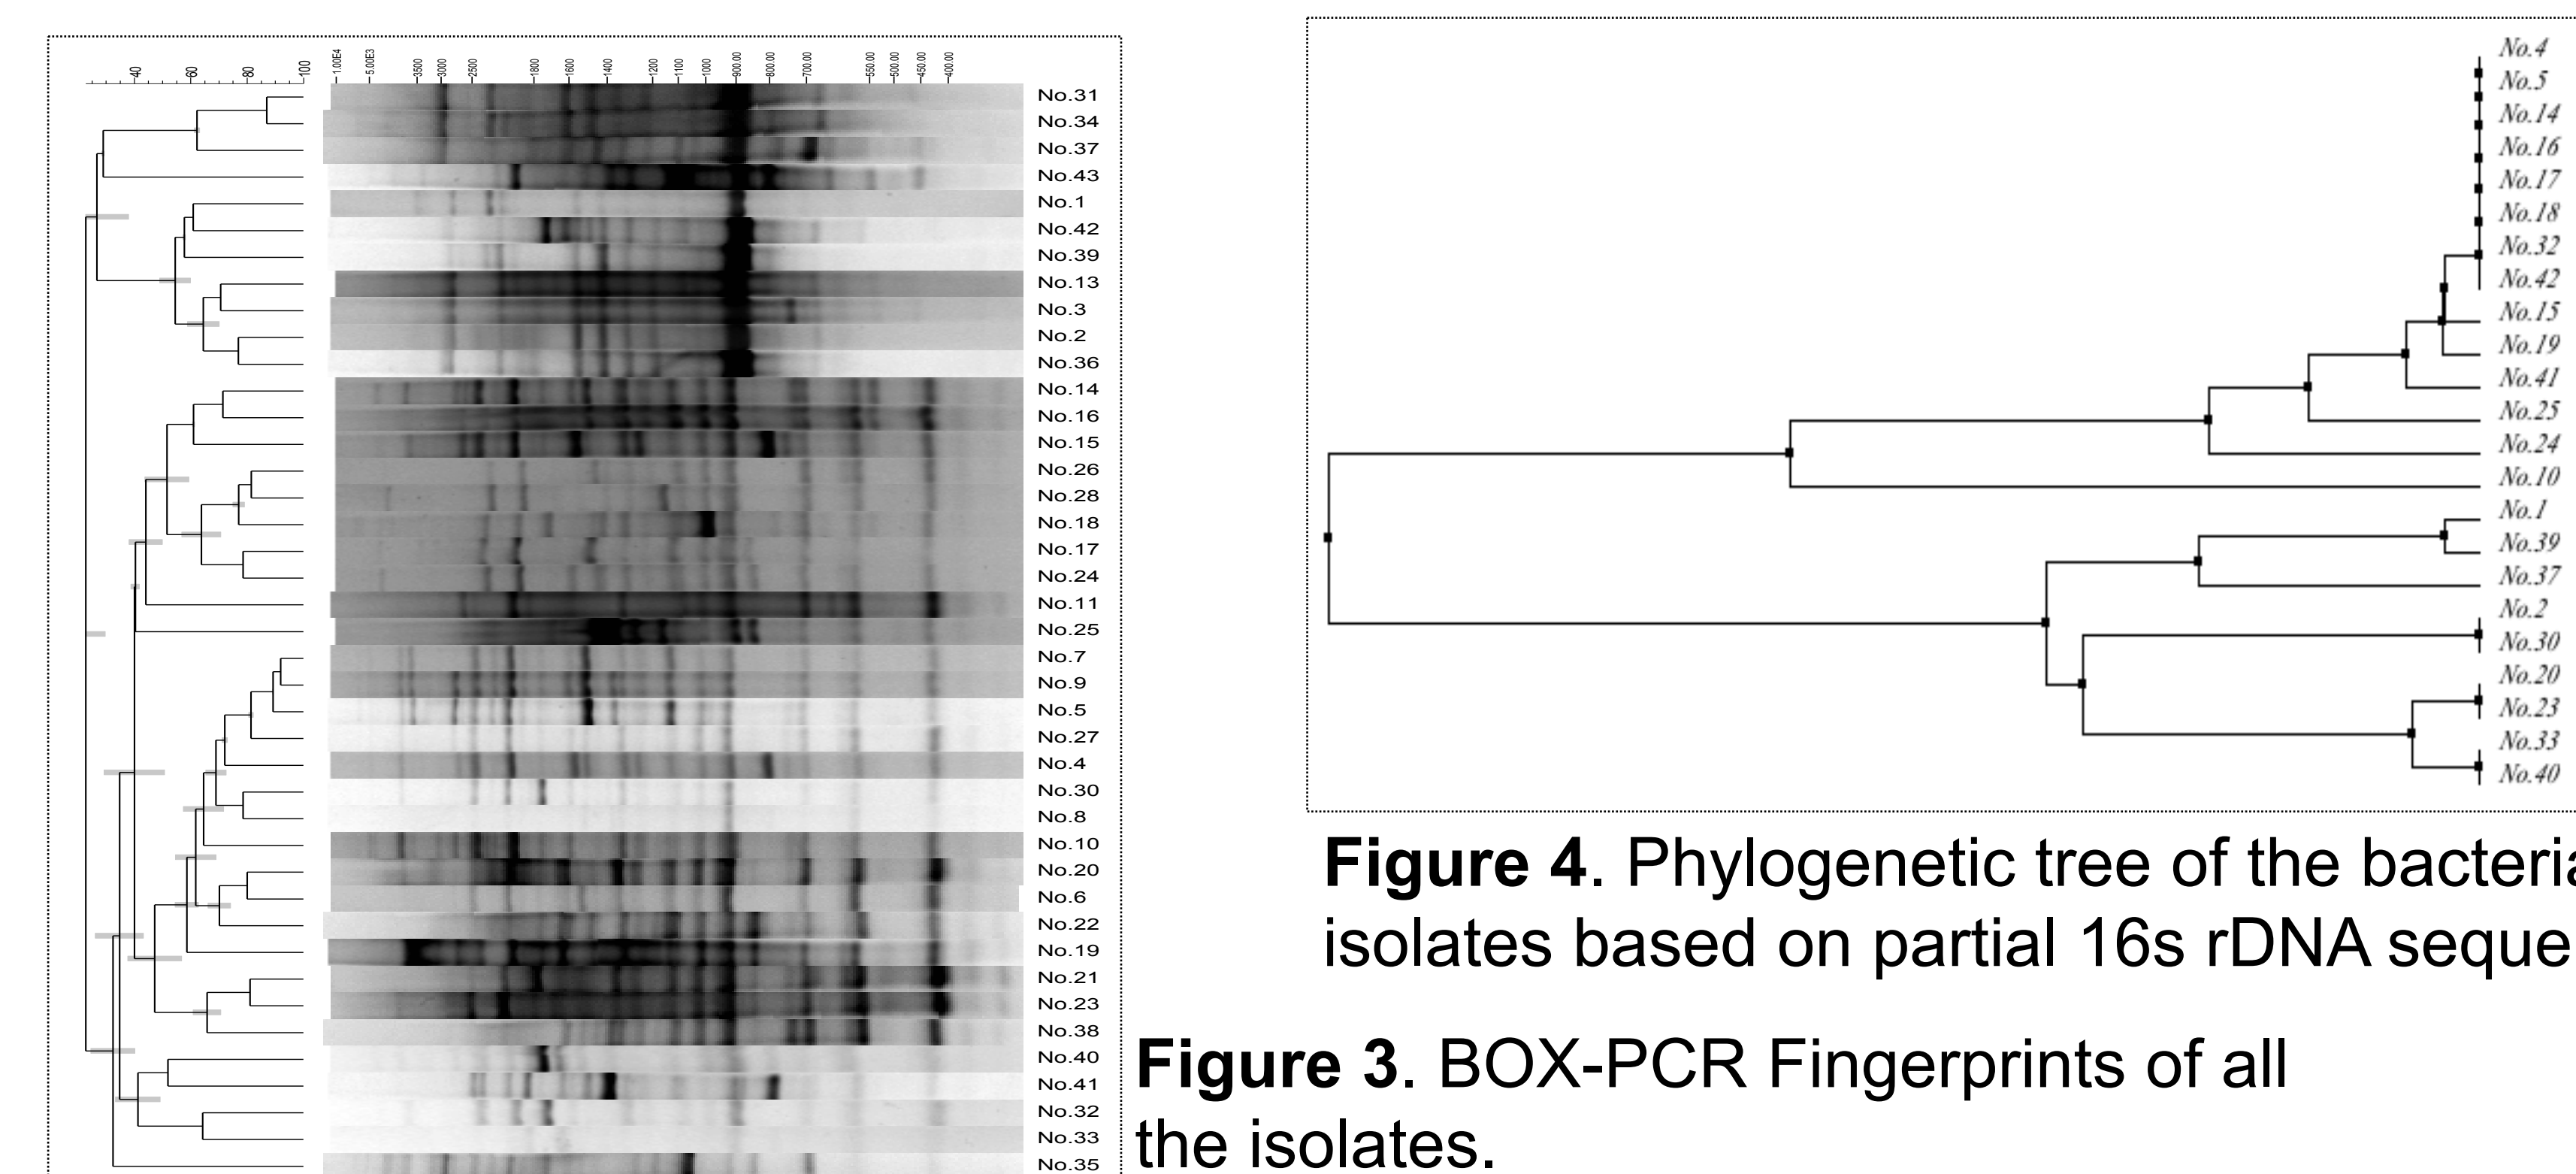 40 60 80 100
1.00E4 5.00E3 3500 3000 2500 1800 1600 1400 1200 1100 1000 900.00 800.00 700.00 550.00 500.00 450.00 400.00
No.31
No.34
No.37
No.43
No.1
No.42
No.39
No.13
No.3
No.2
No.36
No.14
No.16
No.15
No.26
No.28
No.18
No.17
No.24
No.11
No.25
No.7
No.9
No.5
No.27
No.4
No.30
No.8
No.10
No.20
No.6
No.22
No.19
No.21
No.23
No.38
No.40
No.41
No.32
No.33
No.35
No.4
No.5
No.14
No.16
No.17
No.18
No.32
No.42
No.15
No.19
No.41
No.25
No.24
No.10
No.1
No.39
No.37
No.2
No.30
No.20
No.23
No.33
No.40
Figure 4. Phylogenetic tree of the bacteria
isolates based on partial 16s rDNA seque
Figure 3. BOX-PCR Fingerprints of all
the isolates.